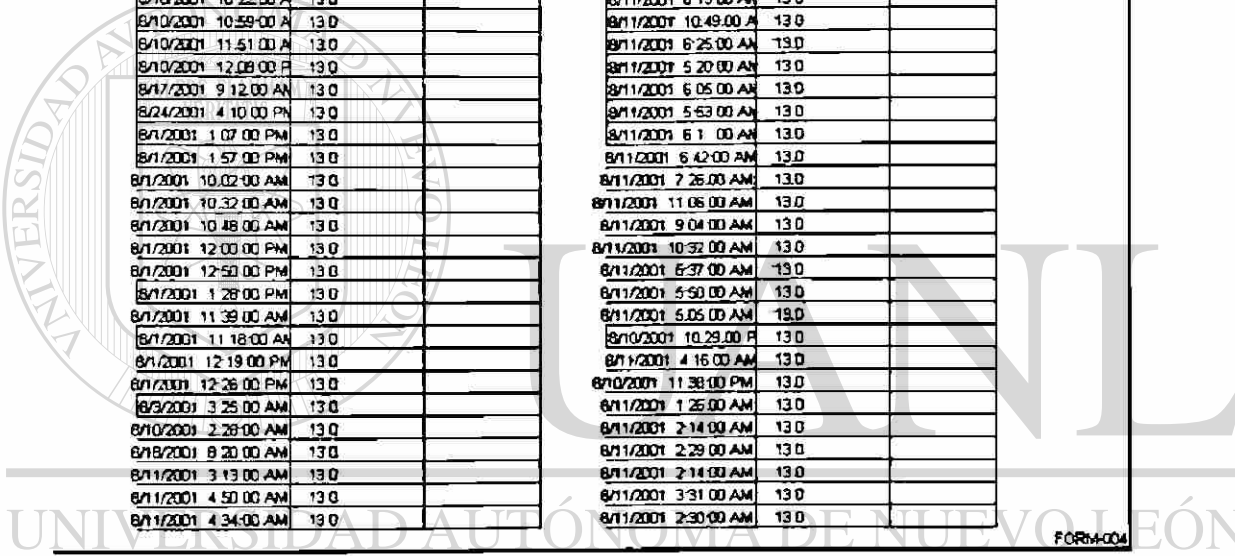 8/10/2001 10:59:00 A 13.0
8/10/2001 11:51:00 A 13.0
8/10/2001 12:08:00 P 13.0
8/17/2001 9:12:00 AM 13.0
8/24/2001 4:10:00 PM 13.0
8/1/2001 1:07:00 PM 13.0
8/1/2001 1:57:00 PM 13.0
8/1/2001 10:02:00 AM 13.0
8/1/2001 10:32:00 AM 13.0
8/1/2001 10:48:00 AM 13.0
8/1/2001 12:00:00 PM 13.0
8/1/2001 12:50:00 PM 13.0
8/1/2001 1:28:00 PM 13.0
8/1/2001 11:39:00 AM 13.0
8/1/2001 11:18:00 AM 13.0
8/1/2001 12:19:00 PM 13.0
8/1/2001 12:26:00 PM 13.0
8/3/2001 3:25:00 AM 13.0
8/10/2001 2:28:00 AM 13.0
8/18/2001 8:20:00 AM 13.0
8/11/2001 3:13:00 AM 13.0
8/11/2001 4:50:00 AM 13.0
8/11/2001 4:34:00 AM 13.0
8/11/2001 10:49:00 A 13.0
8/11/2001 6:25:00 AM 13.0
8/11/2001 5:20:00 AM 13.0
8/11/2001 6:05:00 AM 13.0
8/11/2001 5:53:00 AM 13.0
8/11/2001 6:1 :00 AM 13.0
8/11/2001 6:42:00 AM 13.0
8/11/2001 7:26:00 AM 13.0
8/11/2001 11:06:00 AM 13.0
8/11/2001 9:04:00 AM 13.0
8/11/2001 10:32:00 AM 13.0
8/11/2001 6:37:00 AM 13.0
8/11/2001 5:50:00 AM 13.0
8/11/2001 5:05:00 AM 13.0
8/10/2001 10:29:00 P 13.0
8/11/2001 4:16:00 AM 13.0
8/10/2001 11:38:00 PM 13.0
8/11/2001 1:26:00 AM 13.0
8/11/2001 2:14:00 AM 13.0
8/11/2001 2:29:00 AM 13.0
8/11/2001 2:14:00 AM 13.0
8/11/2001 3:31:00 AM 13.0
8/11/2001 2:30:00 AM 13.0
FORM-004
UANL
UNIVERSIDAD AUTÓNOMA DE NUEVO LEÓN